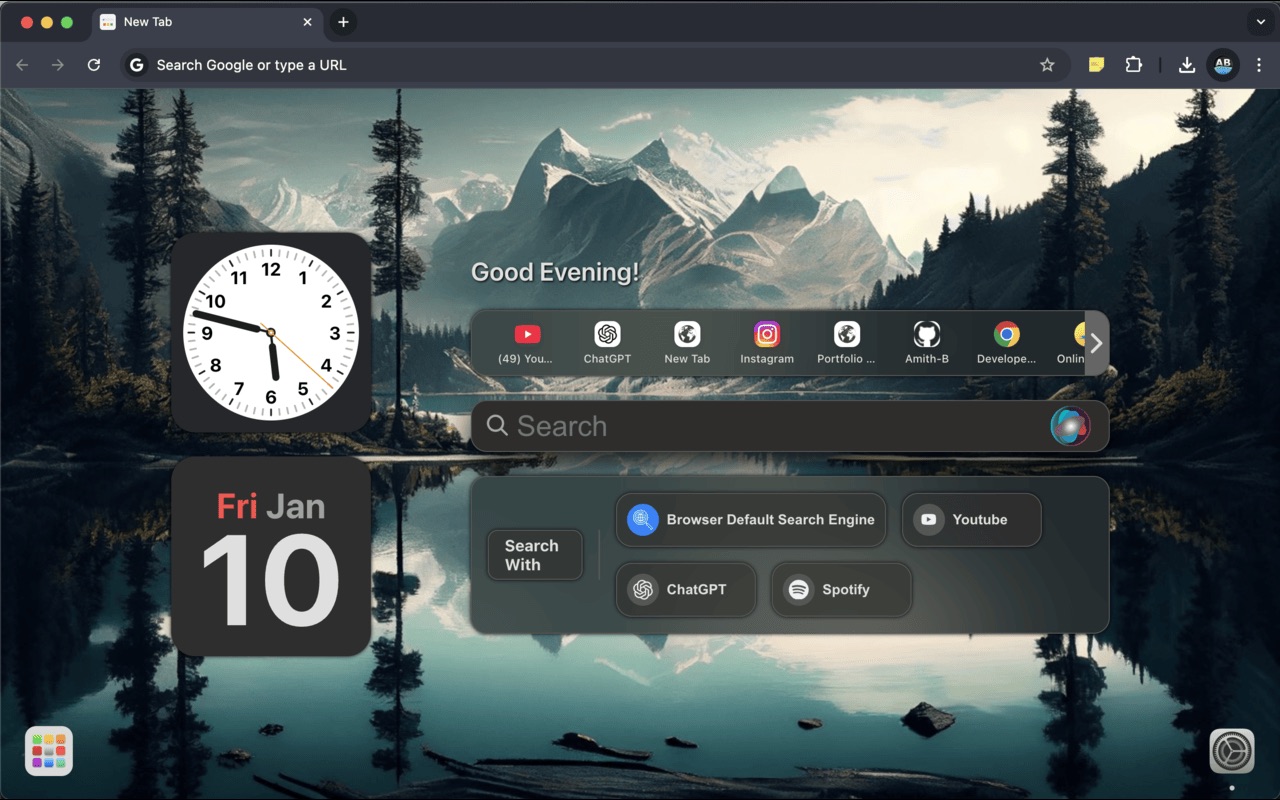 New Tab
Search Google or type a URL
AB
12
11
1
10
2
9
3
8
4
7
5
6
Good Evening!
(49) You...
ChatGPT
New Tab
Instagram
Portfolio ...
Amith-B
Develope...
Onlin
Search
Fri Jan
10
Search
With
Browser Default Search Engine
Youtube
ChatGPT
Spotify